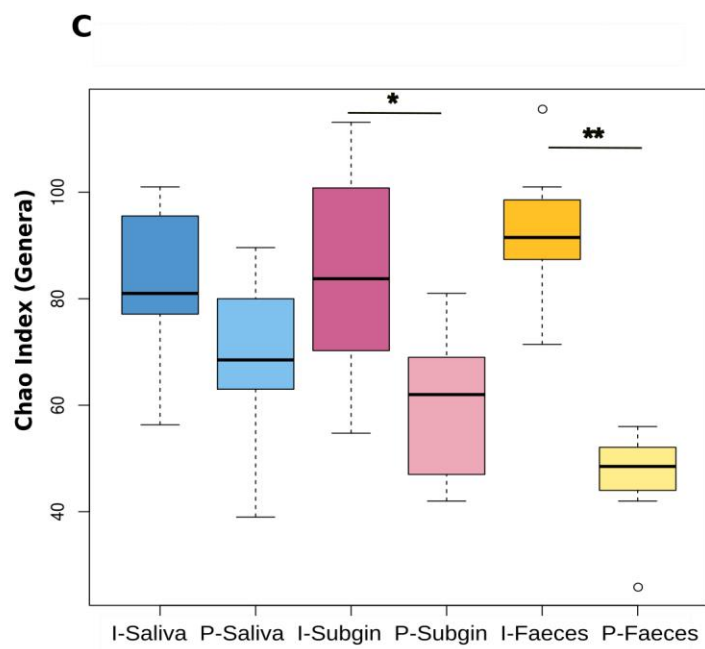 C
*
**
Chao Index (Genera)
100
80
60
40
I-Saliva P-Saliva I-Subgin P-Subgin I-Faeces P-Faeces